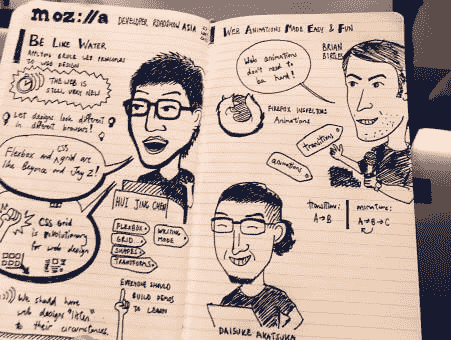 moz://a
DEVELOPER ROADSHOW ASIA
BE LIKE WATER
APPLYING BRUCE LEE PRINCIPLES
TO WEB DESIGN
THE WEB IS
STILL VERY NEW
Let designs look different
in different browsers!
CSS
Flexbox and grid are
like Beyonce and Jay Z!
CSS Grid
is revolutionary
for web design
We should have
web designs "listen"
to their circumstances.
HUI JING CHEN
FLEXBOX
GRID
SHAPES
TRANSFORMS
WRITING
MODE
EVERYONE SHOULD
BUILD DEMOS
TO LEARN
WEB ANIMATIONS MADE EASY & FUN
Web animations
don't need to
be hard!
BRIAN
BIRTLES
FIREFOX INSPECTORS
Animations
transitions
animations
transitions:
A→B
animations:
A→B→C
DAISUKE AKATSUKA